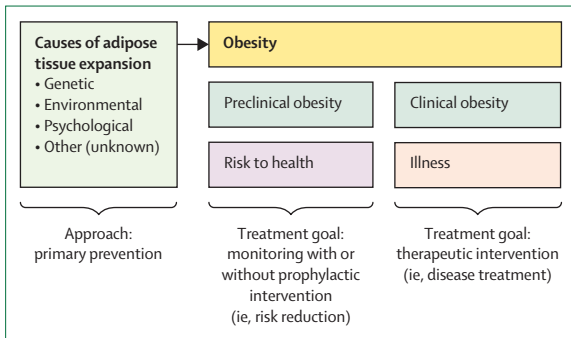 Causes of adipose
tissue expansion
• Genetic
• Environmental
• Psychological
• Other (unknown)
Obesity
Preclinical obesity
Clinical obesity
Risk to health
Illness
Approach:
primary prevention
Treatment goal:
monitoring with or
without prophylactic
intervention
(ie, risk reduction)
Treatment goal:
therapeutic intervention
(ie, disease treatment)